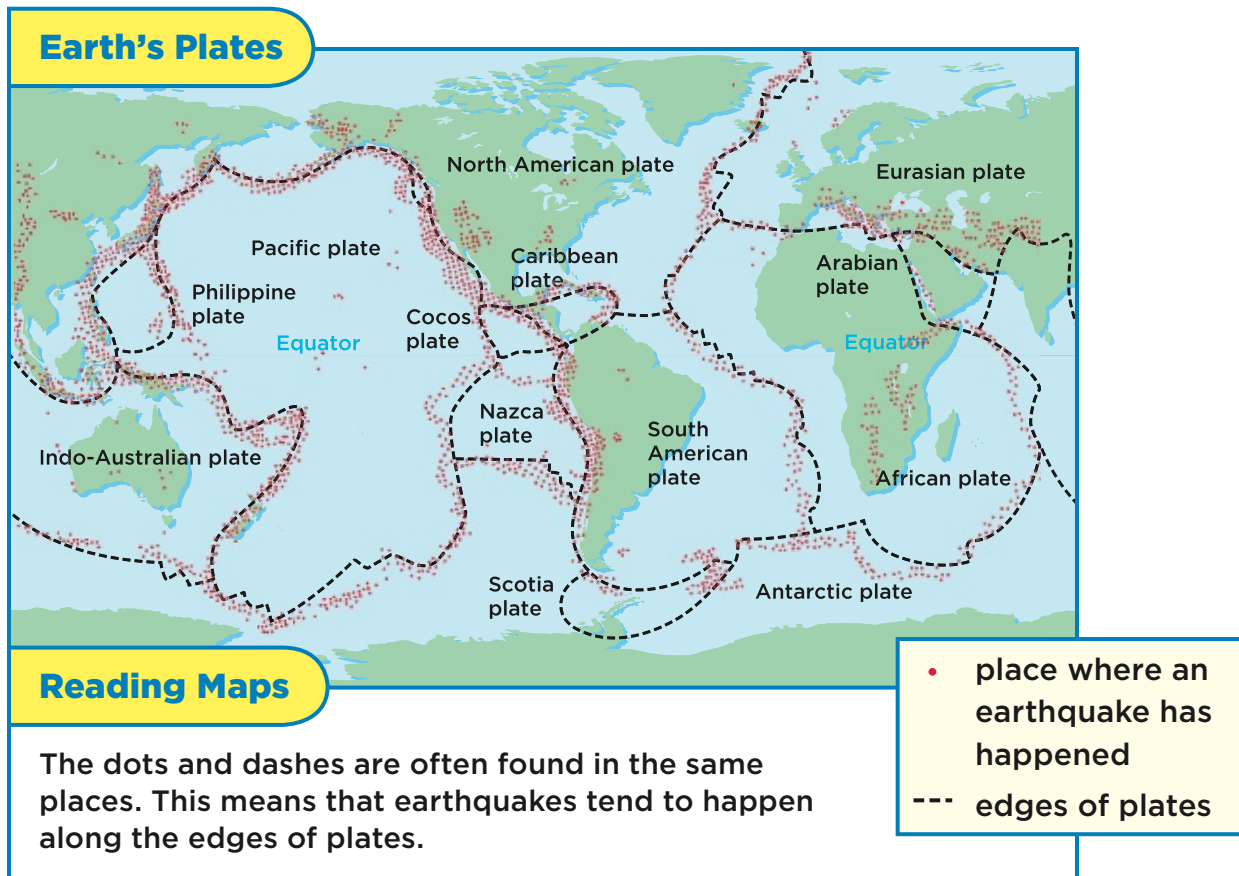 Earth's Plates
North American plate
Eurasian plate
Pacific plate
Caribbean
plate
Arabian
plate
Philippine
plate
Cocos
plate
Equator
Equator
Nazca
plate
South
American
plate
Indo-Australian plate
African plate
Scotia
plate
Antarctic plate
Reading Maps
The dots and dashes are often found in the same
places. This means that earthquakes tend to happen
along the edges of plates.
place where an
earthquake has
happened
edges of plates